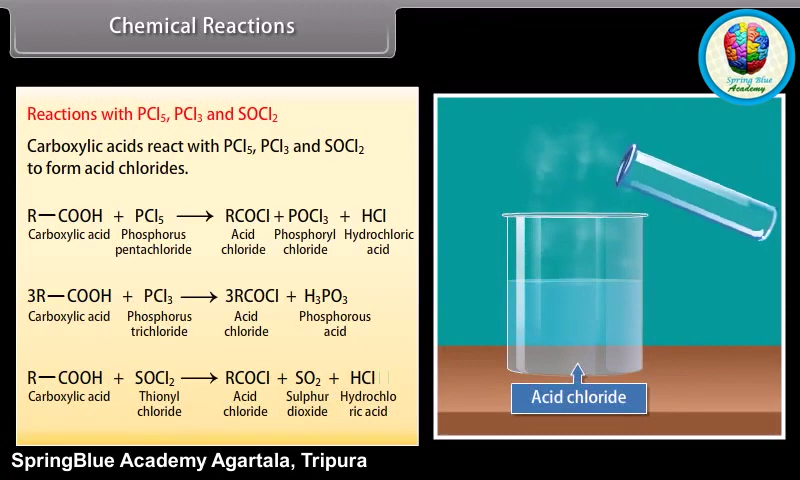 Chemical Reactions
Spring Blue
Academy
Reactions with PCl₅, PCl₃ and SOCl₂
Carboxylic acids react with PCl₅, PCl₃ and SOCl₂
to form acid chlorides.
R—COOH + PCl₅ ⟶ RCOCl + POCl₃ + HCl
Carboxylic acid Phosphorus Acid Phosphoryl Hydrochloric
pentachloride chloride chloride acid
3R—COOH + PCl₃ ⟶ 3RCOCl + H₃PO₃
Carboxylic acid Phosphorus Acid Phosphorous
trichloride chloride acid
R—COOH + SOCl₂ ⟶ RCOCl + SO₂ + HCl
Carboxylic acid Thionyl Acid Sulphur Hydrochlo
chloride chloride dioxide ric acid
Acid chloride
SpringBlue Academy Agartala, Tripura